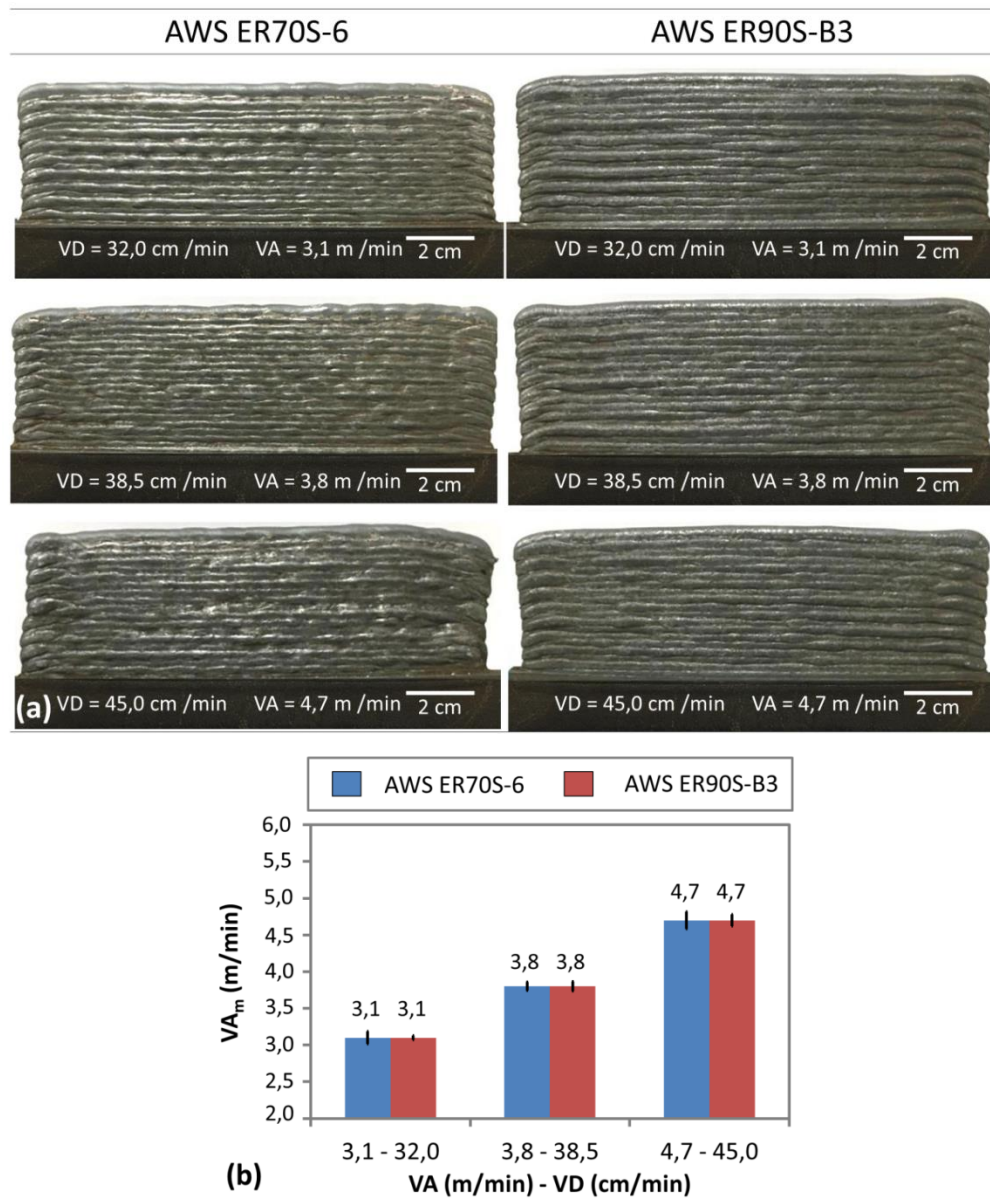 AWS ER70S-6 AWS ER90S-B3
VD = 32,0 cm /min VA = 3,1 m /min 2 cm
VD = 32,0 cm /min VA = 3,1 m /min 2 cm
VD = 38,5 cm /min VA = 3,8 m /min 2 cm
VD = 38,5 cm /min VA = 3,8 m /min 2 cm
(a) VD = 45,0 cm /min VA = 4,7 m /min 2 cm
VD = 45,0 cm /min VA = 4,7 m /min 2 cm
AWS ER70S-6 AWS ER90S-B3
6,0
5,5
5,0
4,5
4,0
3,5
3,0
2,5
2,0
VAm (m/min)
3,1 3,1
3,8 3,8
4,7 4,7
3,1 - 32,0 3,8 - 38,5 4,7 - 45,0
VA (m/min) - VD (cm/min)
(b)